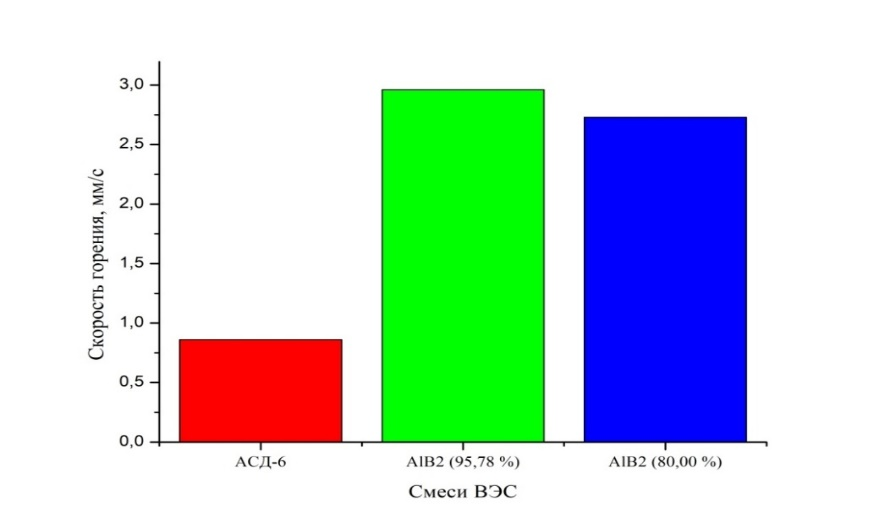 Скорость горения, мм/с
3,0
2,5
2,0
1,5
1,0
0,5
0,0
АСД-6
AlB2 (95,78 %)
AlB2 (80,00 %)
Смеси ВЭС